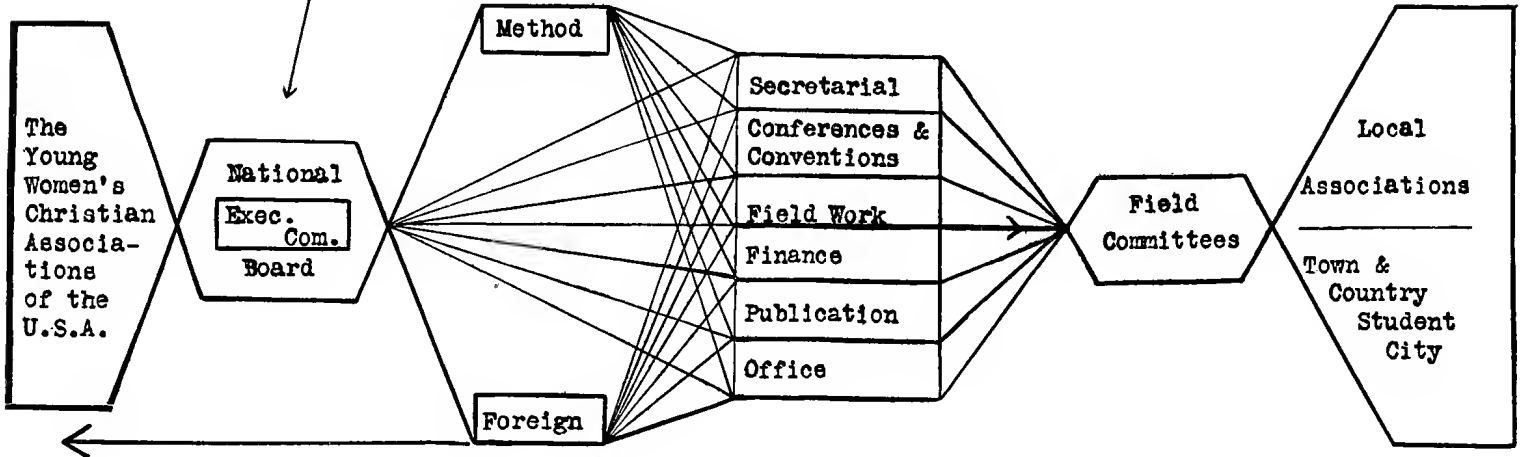 The
Young
Women's
Christian
Associa-
tions
of the
U.S.A.
National
Exec.
Com.
Board
Method
Foreign
Secretarial
Conferences &
Conventions
Field Work
Finance
Publication
Office
Field
Committees
Local
Associations
Town &
Country
Student
City